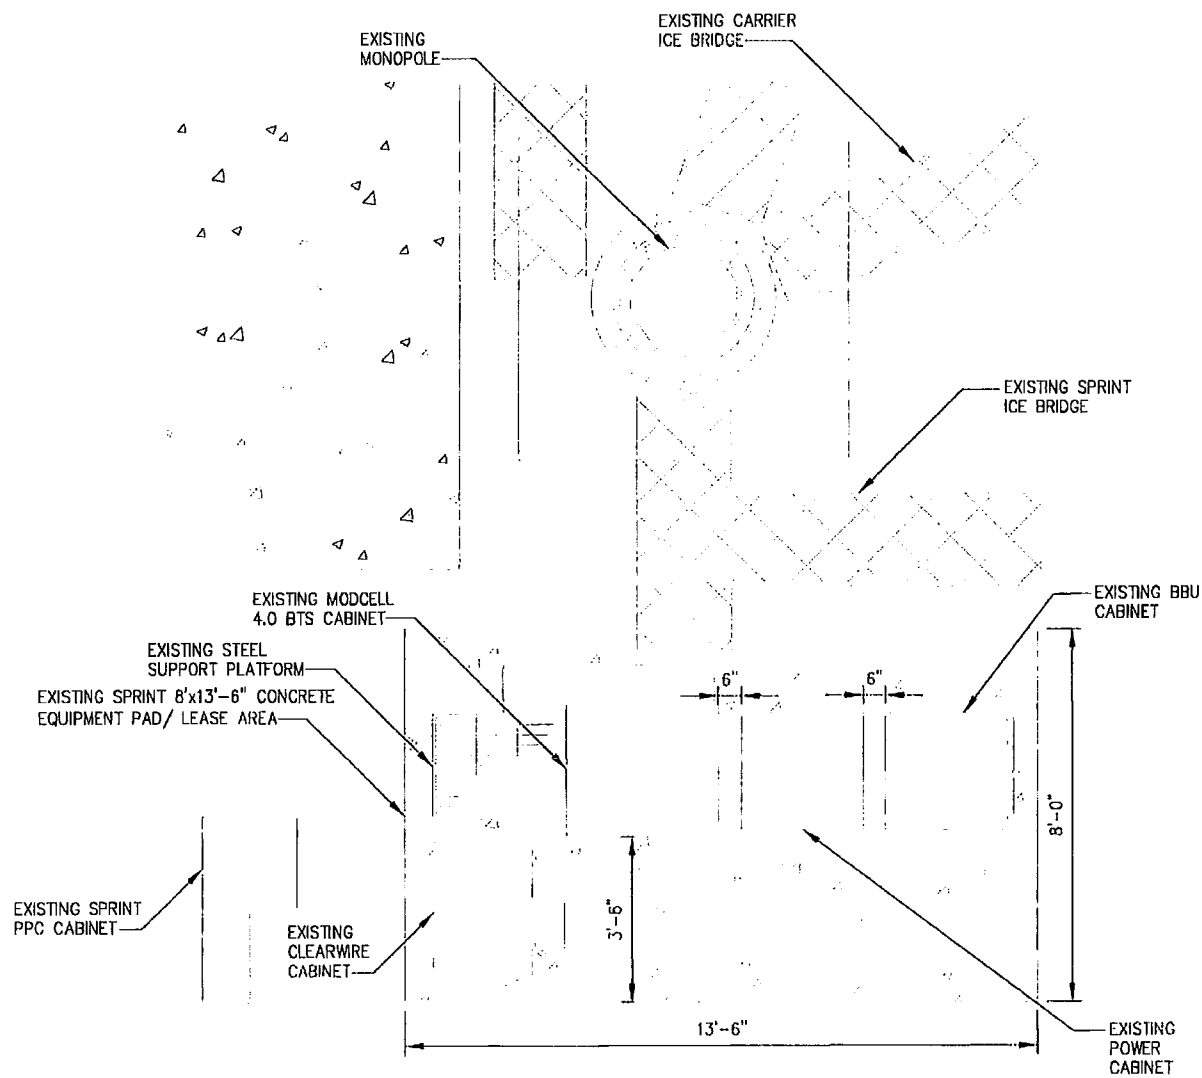 EXISTING CARRIER
ICE BRIDGE
EXISTING
MONOPOLE
EXISTING SPRINT
ICE BRIDGE
EXISTING MODCELL
4.0 BTS CABINET
EXISTING BBU
CABINET
EXISTING STEEL
SUPPORT PLATFORM
EXISTING SPRINT 8'x13'-6" CONCRETE
EQUIPMENT PAD/ LEASE AREA
6"
6"
8'-0"
3'-6"
EXISTING SPRINT
PPC CABINET
EXISTING
CLEARWIRE
CABINET
13'-6"
EXISTING
POWER
CABINET